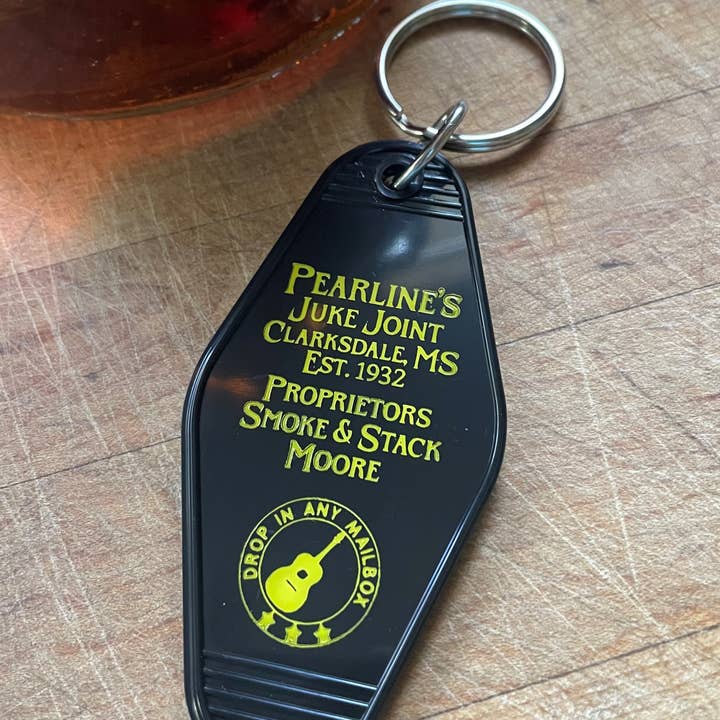 PEARLINE'S
JUKE JOINT
CLARKSDALE, MS
EST. 1932
PROPRIETORS
SMOKE & STACK
MOORE
DROP IN ANY MAILBOX